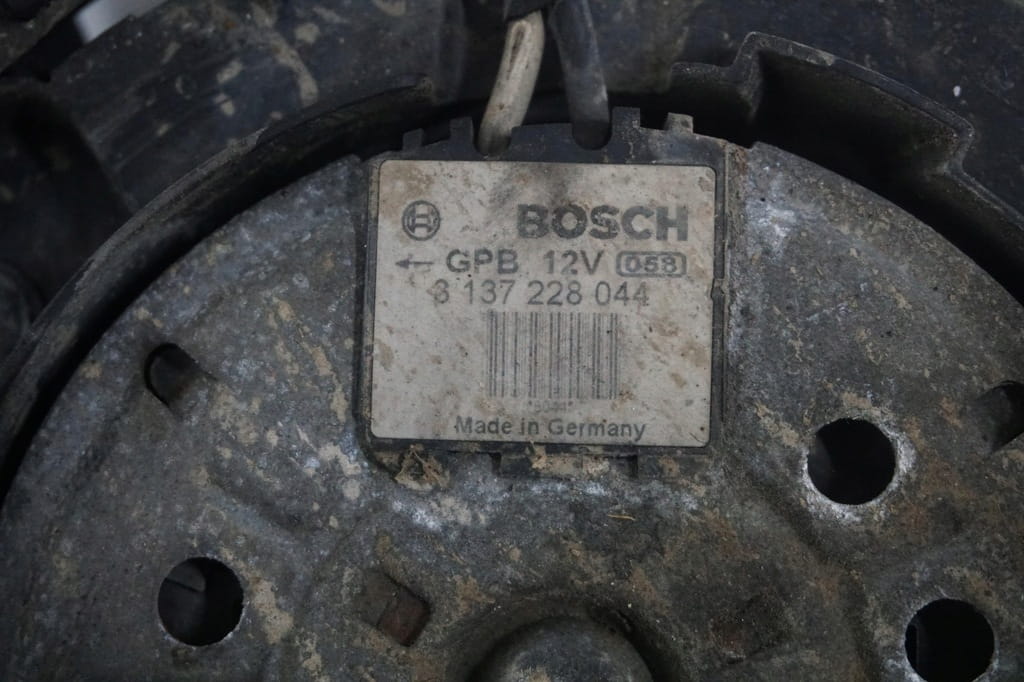 BOSCH
← GPB 12V 058
3 137 228 044
Made in Germany